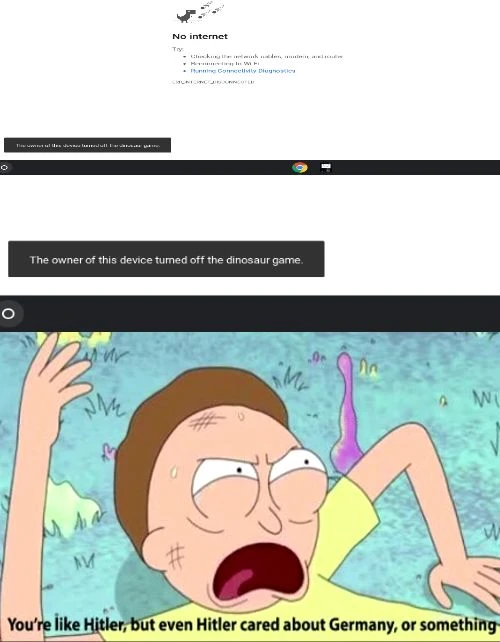 No internet
Try:
Checking the network cables, modem, and router
Reconnecting to Wi-Fi
Running Connectivity Diagnostics
ERR_INTERNET_DISCONNECTED
The owner of this device turned off the dinosaur game.
The owner of this device turned off the dinosaur game.
You're like Hitler, but even Hitler cared about Germany, or something